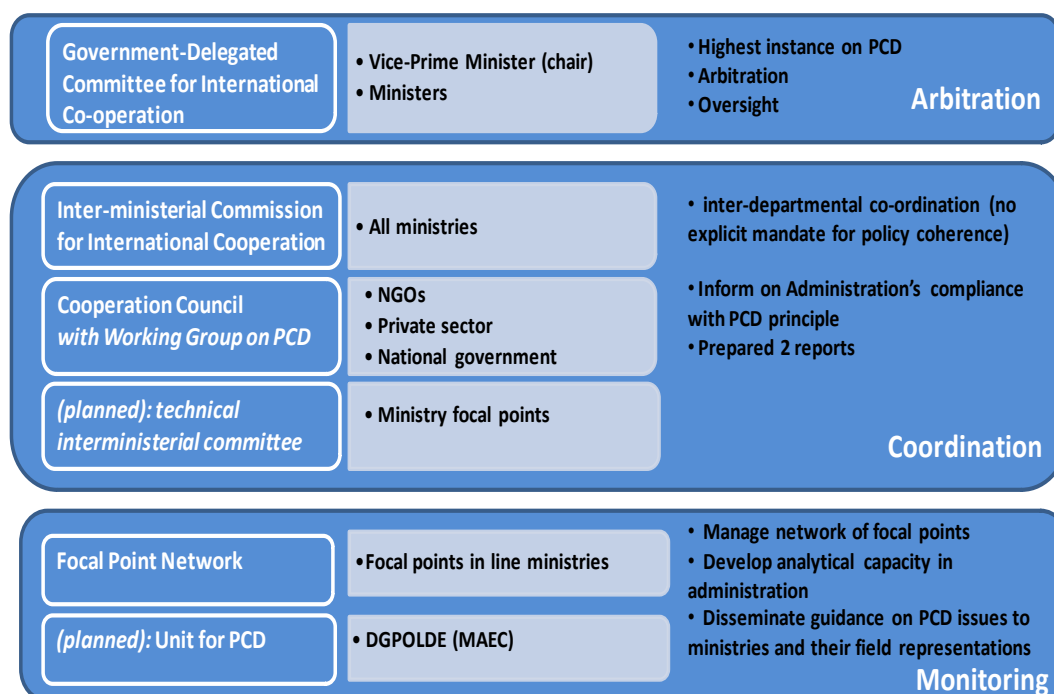 Government-Delegated
Committee for International
Co-operation
• Vice-Prime Minister (chair)
• Ministers
• Highest instance on PCD
• Arbitration
• Oversight
Arbitration
Inter-ministerial Commission
for International Cooperation
• All ministries
• inter-departmental co-ordination (no
explicit mandate for policy coherence)
Cooperation Council
with Working Group on PCD
• NGOs
• Private sector
• National government
• Inform on Administration's compliance
with PCD principle
• Prepared 2 reports
(planned): technical
interministerial committee
• Ministry focal points
Coordination
Focal Point Network
•Focal points in line ministries
• Manage network of focal points
• Develop analytical capacity in
administration
• Disseminate guidance on PCD issues to
ministries and their field representations
(planned): Unit for PCD
• DGPOLDE (MAEC)
Monitoring